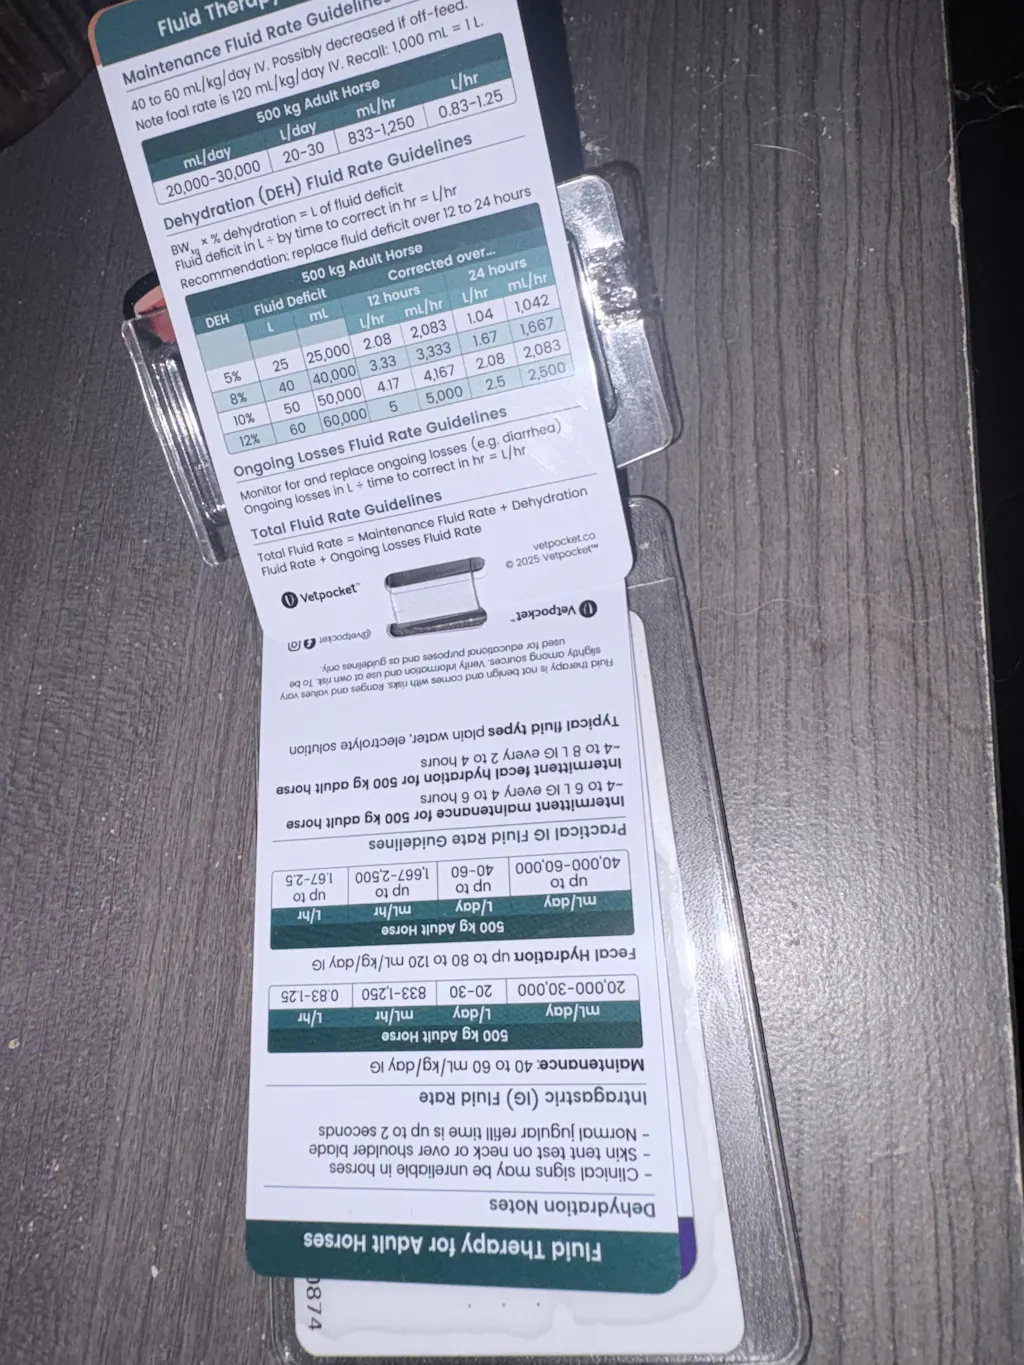 Fluid Therapy
Maintenance Fluid Rate Guidelines
40 to 60 mL/kg/day IV. Possibly decreased if off-feed.
Note foal rate is 120 mL/kg/day IV. Recall: 1,000 mL = 1 L.
500 kg Adult Horse
mL/day L/day mL/hr L/hr
20,000-30,000 20-30 833-1,250 0.83-1.25
Dehydration (DEH) Fluid Rate Guidelines
BWkg x % dehydration = L of fluid deficit
Fluid deficit in L ÷ by time to correct in hr = L/hr
Recommendation: replace fluid deficit over 12 to 24 hours
500 kg Adult Horse
DEH Fluid Deficit Corrected over...
12 hours 24 hours
L mL L/hr mL/hr L/hr mL/hr
5% 25 25,000 2.08 2,083 1.04 1,042
8% 40 40,000 3.33 3,333 1.67 1,667
10% 50 50,000 4.17 4,167 2.08 2,083
12% 60 60,000 5 5,000 2.5 2,500
Ongoing Losses Fluid Rate Guidelines
Monitor for and replace ongoing losses (e.g. diarrhea)
Ongoing losses in L ÷ time to correct in hr = L/hr
Total Fluid Rate Guidelines
Total Fluid Rate = Maintenance Fluid Rate + Dehydration
Fluid Rate + Ongoing Losses Fluid Rate
Vetpocket™
vetpocket.co
© 2025 Vetpocket™
Fluid Therapy for Adult Horses
Dehydration Notes
- Clinical signs may be unreliable in horses
- Skin tent test on neck or over shoulder blade
- Normal jugular refill time is up to 2 seconds
Intragastric (IG) Fluid Rate
Maintenance: 40 to 60 mL/kg/day IG
500 kg Adult Horse
mL/day L/day mL/hr L/hr
20,000-30,000 20-30 833-1,250 0.83-1.25
Fecal Hydration up to 80 to 120 mL/kg/day IG
500 kg Adult Horse
mL/day L/day mL/hr L/hr
up to up to up to up to
40,000-60,000 40-60 1,667-2,500 1.67-2.5
Practical IG Fluid Rate Guidelines
Intermittent maintenance for 500 kg adult horse
~4 to 6 L IG every 4 to 6 hours
Intermittent fecal hydration for 500 kg adult horse
~4 to 8 L IG every 2 to 4 hours
Typical fluid types plain water, electrolyte solution
Fluid therapy is not benign and comes with risks. Ranges and values vary
slightly among sources. Verify information and use at own risk. To be
used for educational purposes and as guidelines only.
Vetpocket™
@vetpocket
0874